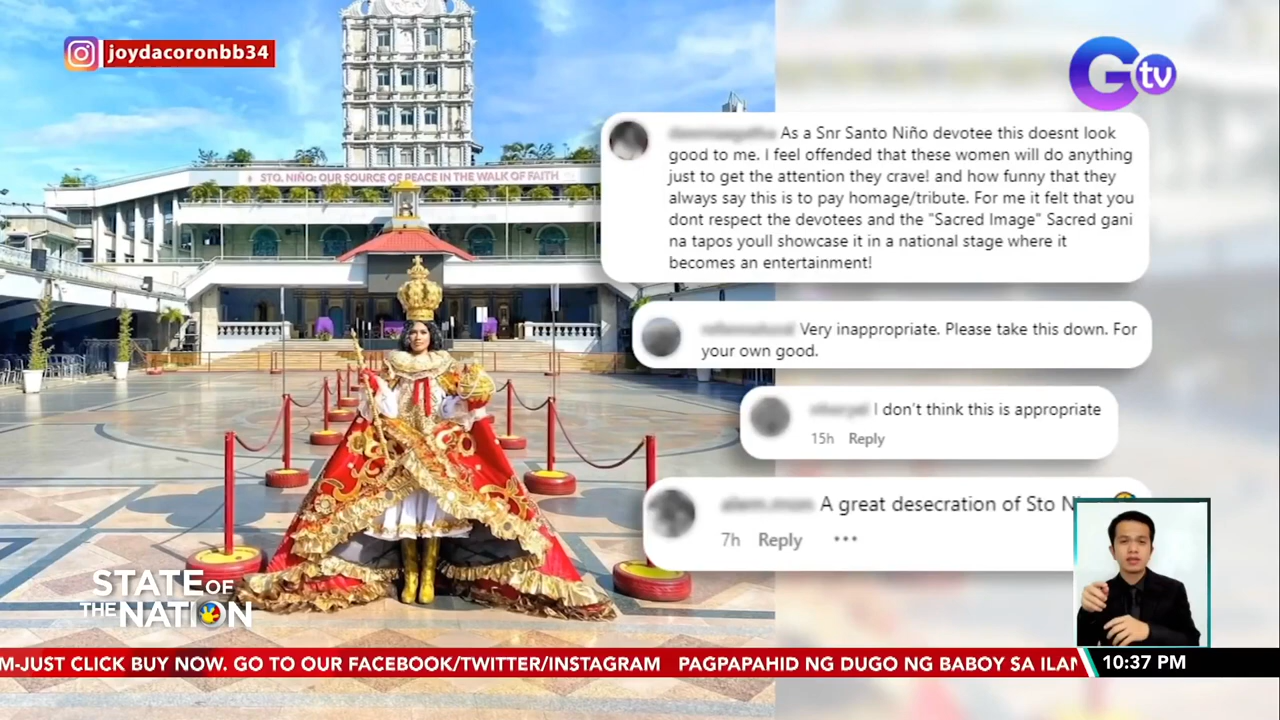 joydacoronbb34
Gtv
STO. NIÑO: OUR SOURCE OF PEACE IN THE WALK OF FAITH
As a Snr Santo Niño devotee this doesnt look
good to me. I feel offended that these women will do anything
just to get the attention they crave! and how funny that they
always say this is to pay homage/tribute. For me it felt that you
dont respect the devotees and the "Sacred Image" Sacred gani
na tapos youll showcase it in a national stage where it
becomes an entertainment!
Very inappropriate. Please take this down. For
your own good.
I don't think this is appropriate
15h Reply
A great desecration of Sto
7h Reply •••
STATE OF
THE NATION
M-JUST CLICK BUY NOW. GO TO OUR FACEBOOK/TWITTER/INSTAGRAM PAGPAPAHID NG DUGO NG BABOY SA
10:37 PM